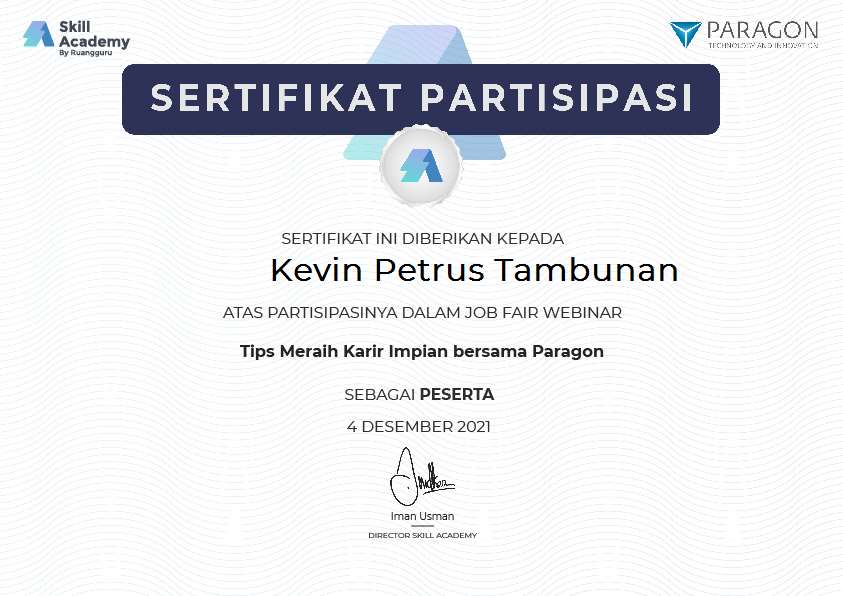 Skill
Academy
By Ruangguru
PARAGON
TECHNOLOGY AND INNOVATION
SERTIFIKAT PARTISIPASI
SERTIFIKAT INI DIBERIKAN KEPADA
Kevin Petrus Tambunan
ATAS PARTISIPASINYA DALAM JOB FAIR WEBINAR
Tips Meraih Karir Impian bersama Paragon
SEBAGAI PESERTA
4 DESEMBER 2021
Iman Usman
DIRECTOR SKILL ACADEMY